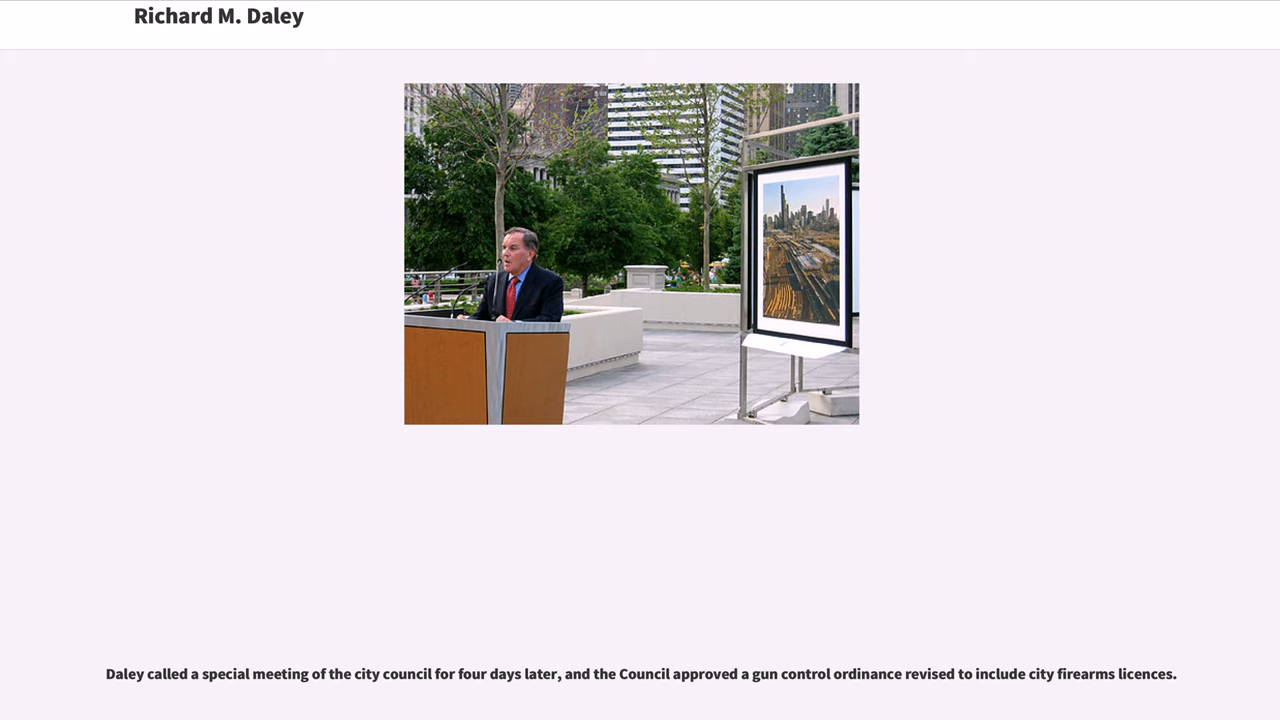 Richard M. Daley
Daley called a special meeting of the city council for four days later, and the Council approved a gun control ordinance revised to include city firearms licences.